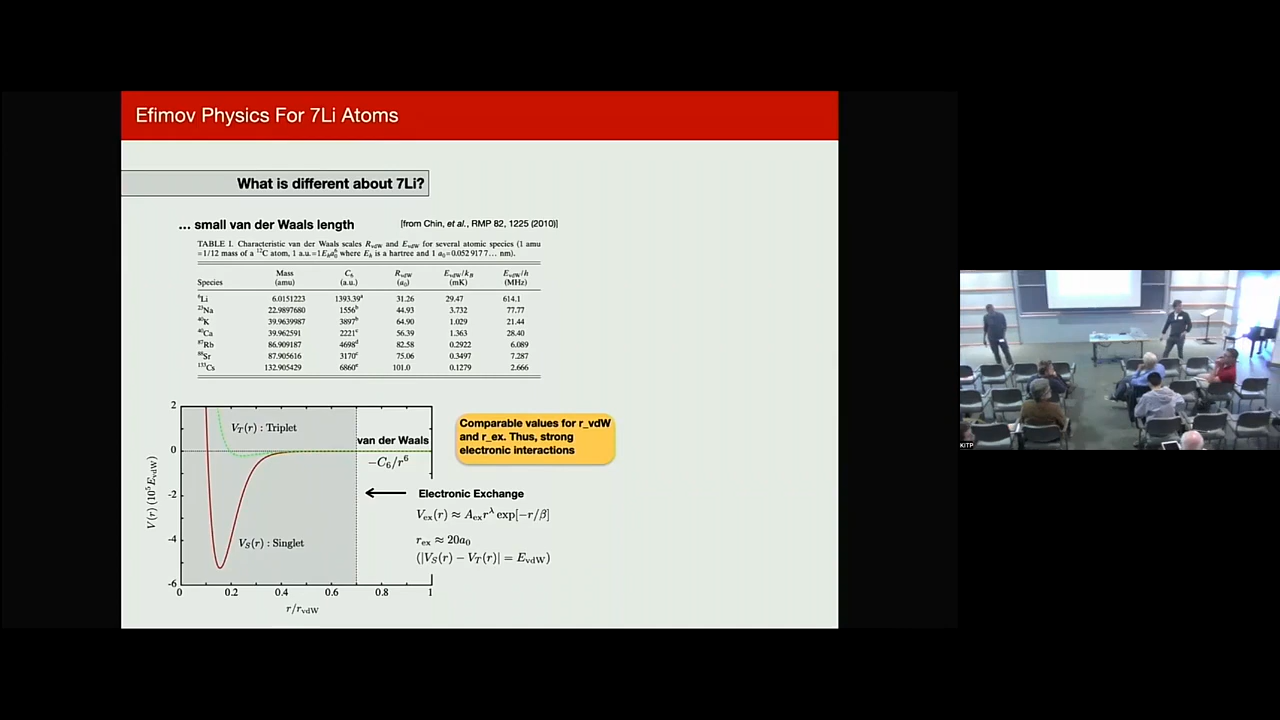 Efimov Physics For 7Li Atoms
What is different about 7Li?
... small van der Waals length
[from Chin, et al., RMP 82, 1225 (2010)]
TABLE I. Characteristic van der Waals scales R_vdW and E_vdW for several atomic species (1 amu
=1/12 mass of a ¹²C atom, 1 a.u.=1E_h a_0⁶ where E_h is a hartree and 1 a_0=0.052 917 7... nm).
Species Mass (amu) C_6 (a.u.) R_vdW (a_0) E_vdW/k_B (mK) E_vdW/h (MHz)
⁶Li 6.0151223 1393.39ᵃ 31.26 29.47 614.1
²³Na 22.9897680 1556ᵇ 44.93 3.732 77.77
⁴⁰K 39.9639987 3897ᵇ 64.90 1.029 21.44
⁴⁰Ca 39.962591 2221ᶜ 56.39 1.363 28.40
⁸⁷Rb 86.909187 4698ᵈ 82.58 0.2922 6.089
⁸⁸Sr 87.905616 3170ᶜ 75.06 0.3497 7.287
¹³³Cs 132.905429 6860ᵉ 101.0 0.1279 2.666
V(r) (10⁵E_vdW)
2
0
-2
-4
-6
V_T(r) : Triplet
V_S(r) : Singlet
van der Waals
−C_6/r⁶
0 0.2 0.4 0.6 0.8 1
r/r_vdW
Comparable values for r_vdW
and r_ex. Thus, strong
electronic interactions
Electronic Exchange
V_ex(r) ≈ A_ex r^λ exp[−r/β]
r_ex ≈ 20a_0
(|V_S(r) − V_T(r)| = E_vdW)
KITP